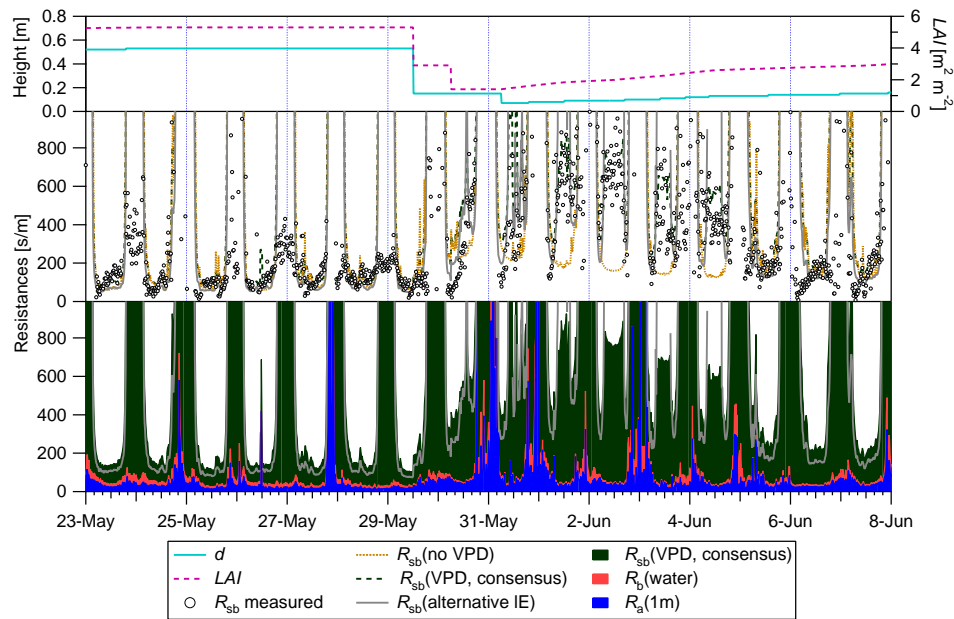 0.8
0.6
0.4
0.2
0.0
Height [m]
6
4
2
0
LAI [m² m⁻²]
800
600
400
200
0
800
600
400
200
0
Resistances [s/m]
23-May 25-May 27-May 29-May 31-May 2-Jun 4-Jun 6-Jun 8-Jun
d Rsb(no VPD) Rsb(VPD, consensus)
LAI Rsb(VPD, consensus) Rb(water)
Rsb measured Rsb(alternative lE) Ra(1m)